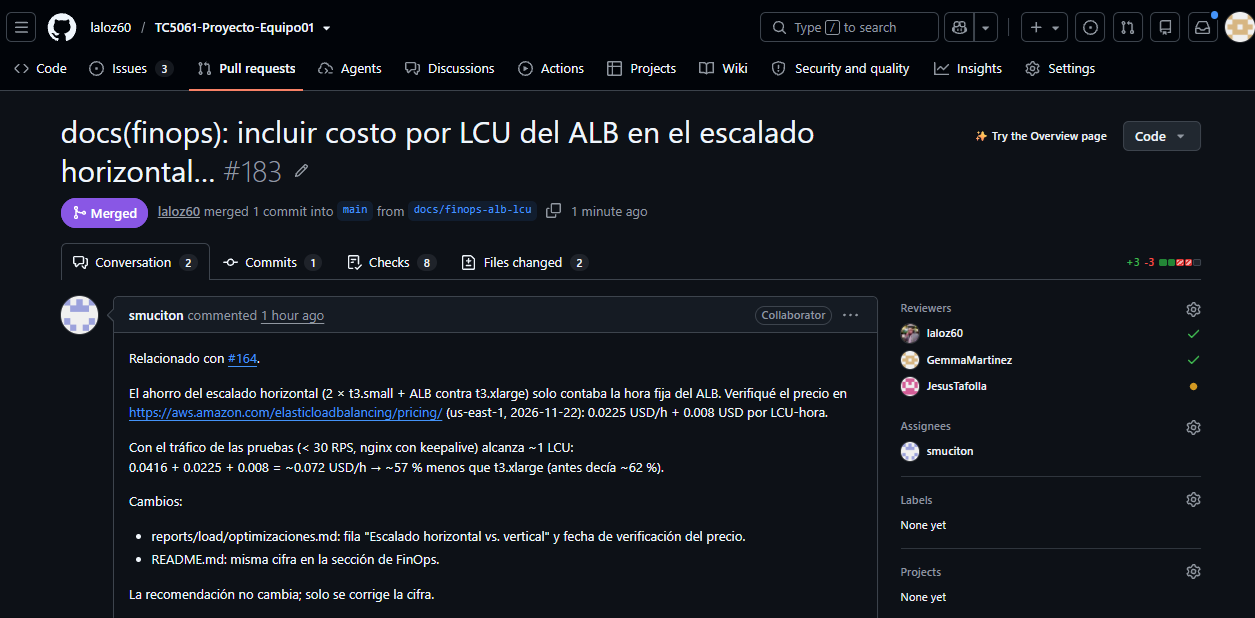 laloz60 / TC5061-Proyecto-Equipo01
Type / to search
Code
Issues 3
Pull requests
Agents
Discussions
Actions
Projects
Wiki
Security and quality
Insights
Settings
docs(finops): incluir costo por LCU del ALB en el escalado
horizontal... #183
Try the Overview page
Code
Merged
laloz60 merged 1 commit into main from docs/finops-alb-lcu 1 minute ago
Conversation 2
Commits 1
Checks 8
Files changed 2
+3 -3
smuciton commented 1 hour ago
Collaborator
Relacionado con #164.
El ahorro del escalado horizontal (2 × t3.small + ALB contra t3.xlarge) solo contaba la hora fija del ALB. Verifiqué el precio en
https://aws.amazon.com/elasticloadbalancing/pricing/ (us-east-1, 2026-11-22): 0.0225 USD/h + 0.008 USD por LCU-hora.
Con el tráfico de las pruebas (< 30 RPS, nginx con keepalive) alcanza ~1 LCU:
0.0416 + 0.0225 + 0.008 = ~0.072 USD/h → ~57 % menos que t3.xlarge (antes decía ~62 %).
Cambios:
• reports/load/optimizaciones.md: fila "Escalado horizontal vs. vertical" y fecha de verificación del precio.
• README.md: misma cifra en la sección de FinOps.
La recomendación no cambia; solo se corrige la cifra.
Reviewers
laloz60
GemmaMartinez
JesusTafolla
Assignees
smuciton
Labels
None yet
Projects
None yet